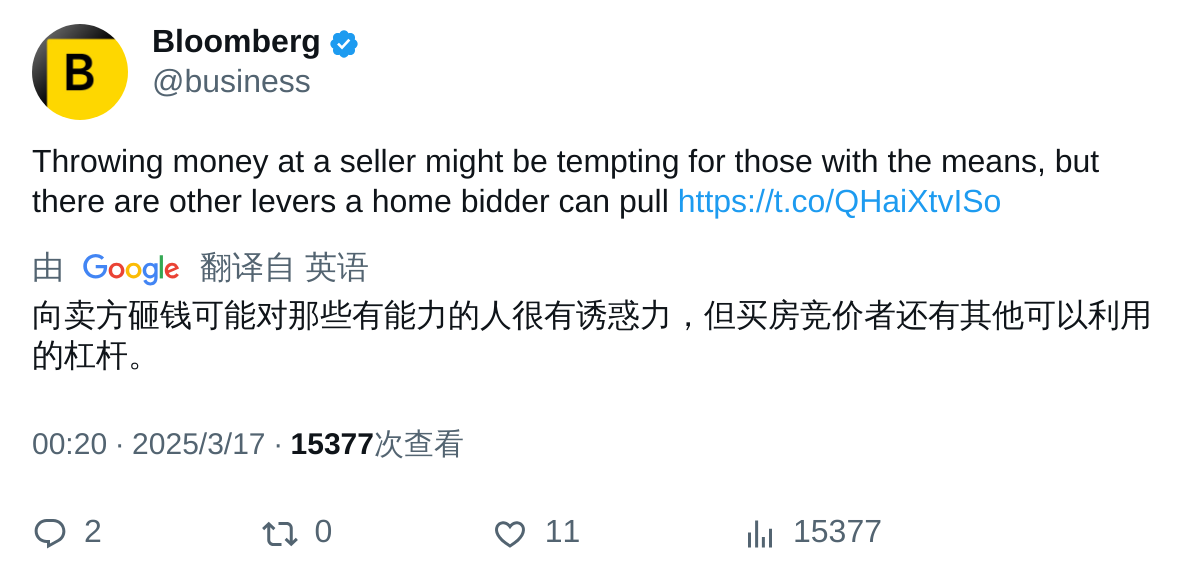 B
Bloomberg
@business
Throwing money at a seller might be tempting for those with the means, but
there are other levers a home bidder can pull https://t.co/QHaiXtvISo
由 Google 翻译自 英语
向卖方砸钱可能对那些有能力的人很有诱惑力，但买房竞价者还有其他可以利用
的杠杆。
00:20 · 2025/3/17 · 15377次查看
2 0 11 15377